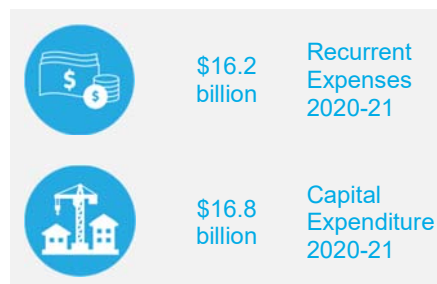 $
$
$16.2
billion
Recurrent
Expenses
2020-21
$16.8
billion
Capital
Expenditure
2020-21